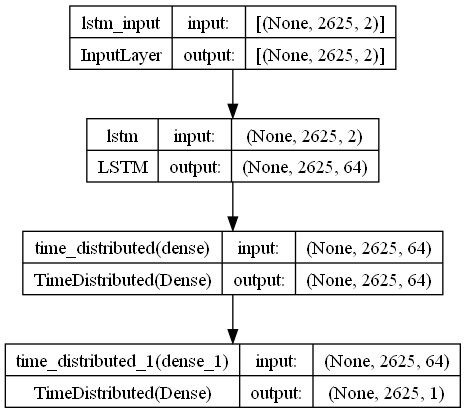 lstm_input input: [(None, 2625, 2)]
InputLayer output: [(None, 2625, 2)]
lstm input: (None, 2625, 2)
LSTM output: (None, 2625, 64)
time_distributed(dense) input: (None, 2625, 64)
TimeDistributed(Dense) output: (None, 2625, 64)
time_distributed_1(dense_1) input: (None, 2625, 64)
TimeDistributed(Dense) output: (None, 2625, 1)